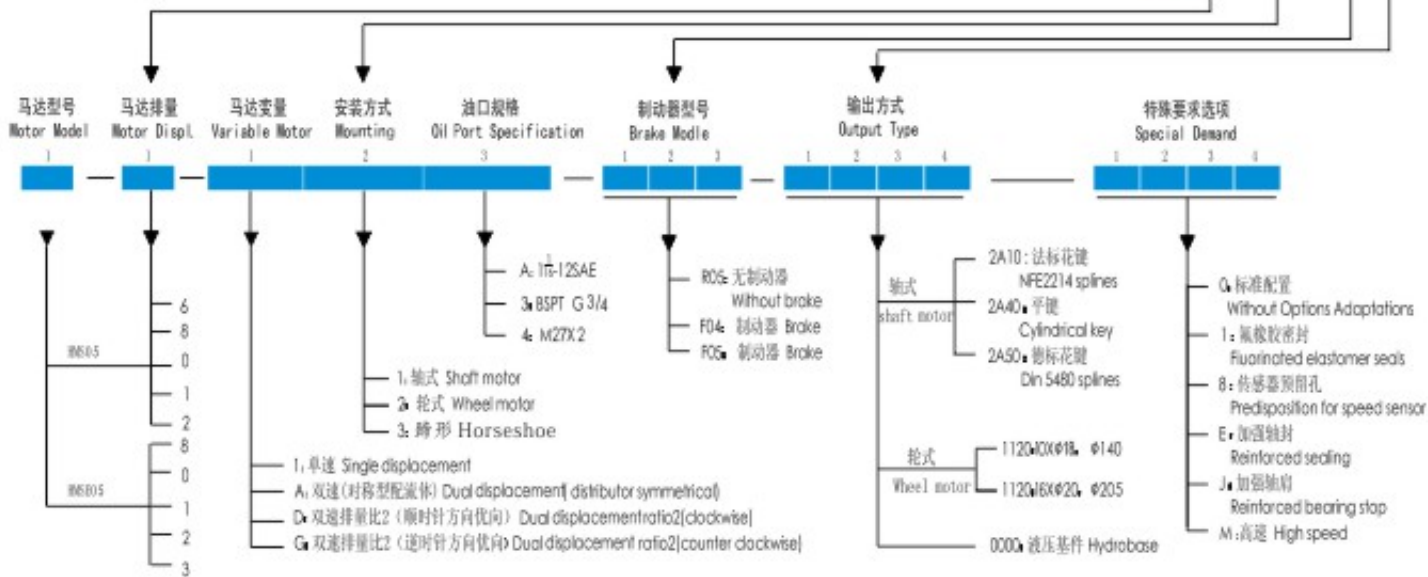 马达型号 马达排量 马达变量 安装方式 油口规格 制动器型号 输出方式 特殊要求选项
Motor Model Motor Displ. Variable Motor Mounting Oil Port Specification Brake Modle Output Type Special Demand
1 1 1 2 3 1 2 3 1 2 3 4 1 2 3 4
HMS05
6
8
0
1
2
HMSE05
8
0
1
2
3
1: 单速 Single displacement
A: 双速(对称型配流体) Dual displacement( distributor symmetrical)
D: 双速排量比2 (顺时针方向优向) Dual displacementratio2(clockwise)
G: 双速排量比2 (逆时针方向优向) Dual displacement ratio2(counter clockwise)
1: 轴式 Shaft motor
2: 轮式 Wheel motor
3: 蹄形 Horseshoe
3: BSPT G 3/4
4: M27X2
R05: 无制动器
Without brake
F04: 制动器 Brake
F05: 制动器 Brake
轴式
shaft motor
2A10: 法标花键
NFE2214 splines
2A40: 平键
Cylindrical key
2A50: 德标花键
Din 5480 splines
轮式
Wheel motor
1120:10XΦ18, Φ140
1120:16XΦ20, Φ205
0000: 液压基件 Hydrobase
0: 标准配置
Without Options Adaptations
1: 氟橡胶密封
Fluorinated elastomer seals
8: 传感器预留孔
Predisposition for speed sensor
E: 加强轴封
Reinforced sealing
J: 加强轴肩
Reinforced bearing stop
M: 高速 High speed